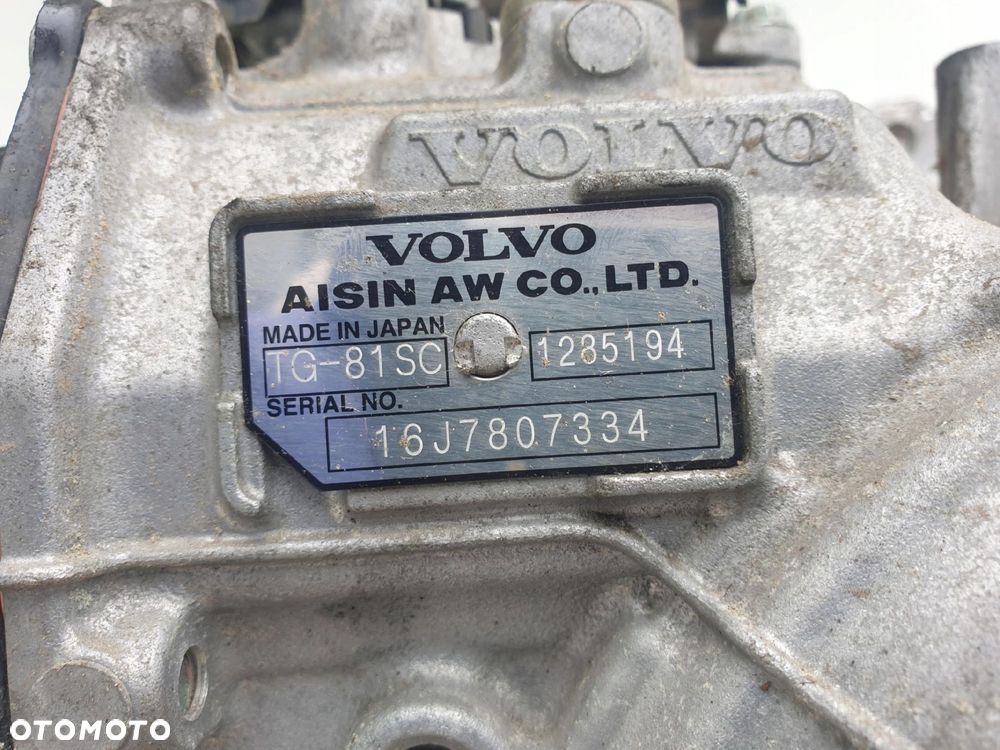 VOLVO
VOLVO
AISIN AW CO.,LTD.
MADE IN JAPAN
TG-81SC 1285194
SERIAL NO.
16J7807334
OTOMOTO